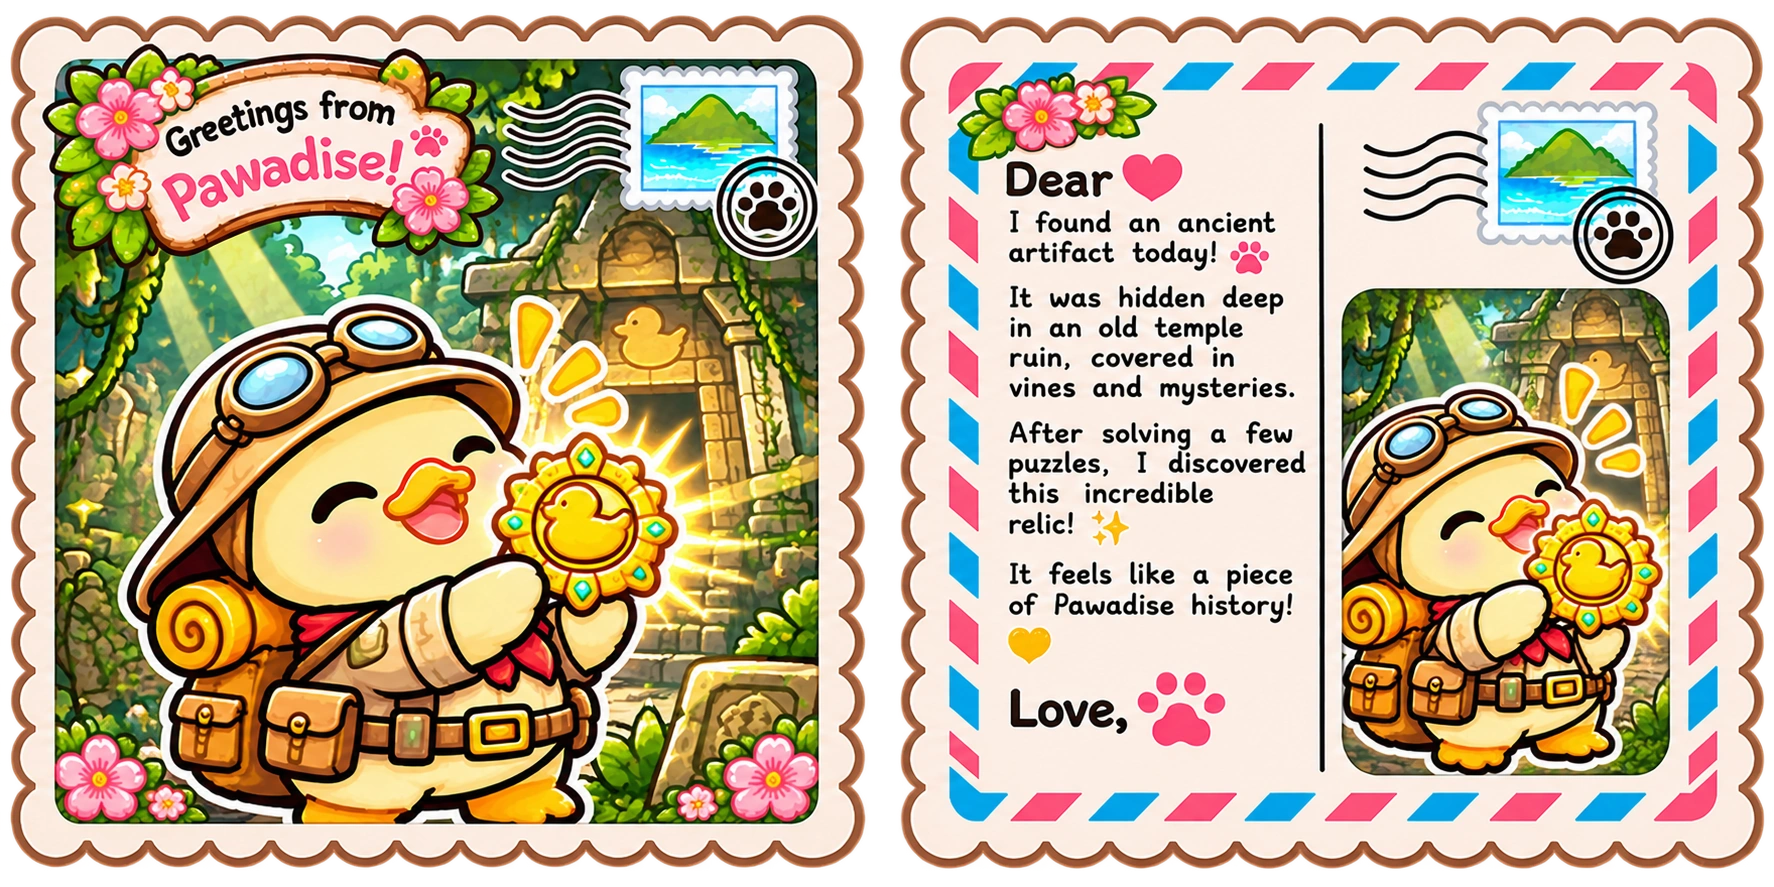 Greetings from
Pawadise!
Dear
I found an ancient
artifact today!
It was hidden deep
in an old temple
ruin, covered in
vines and mysteries.
After solving a few
puzzles, I discovered
this incredible
relic!
It feels like a piece
of Pawadise history!
Love,